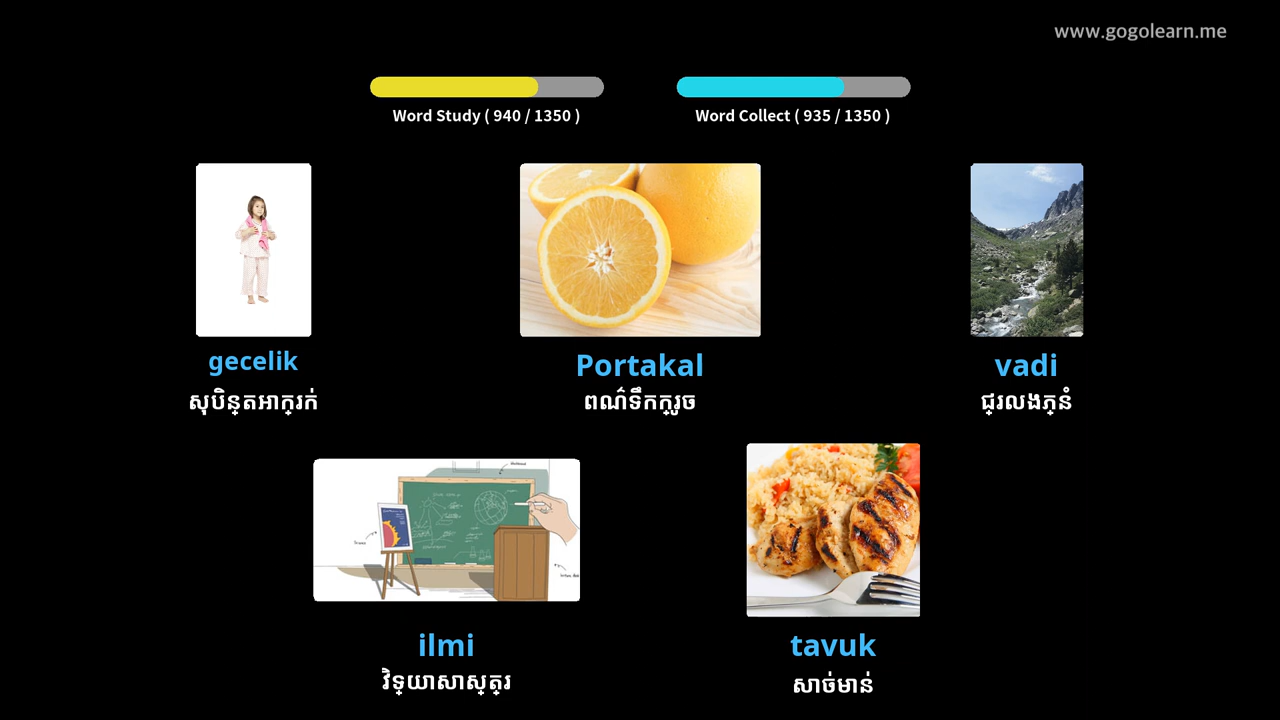 www.gogolearn.me
Word Study ( 940 / 1350 )
Word Collect ( 935 / 1350 )
gecelik
សុបិន្តអាក្រក់
Portakal
ពណ៌ទឹកក្រូច
vadi
ជ្រលងភ្នំ
ilmi
វិទ្យាសាស្ត្រ
tavuk
សាច់មាន់